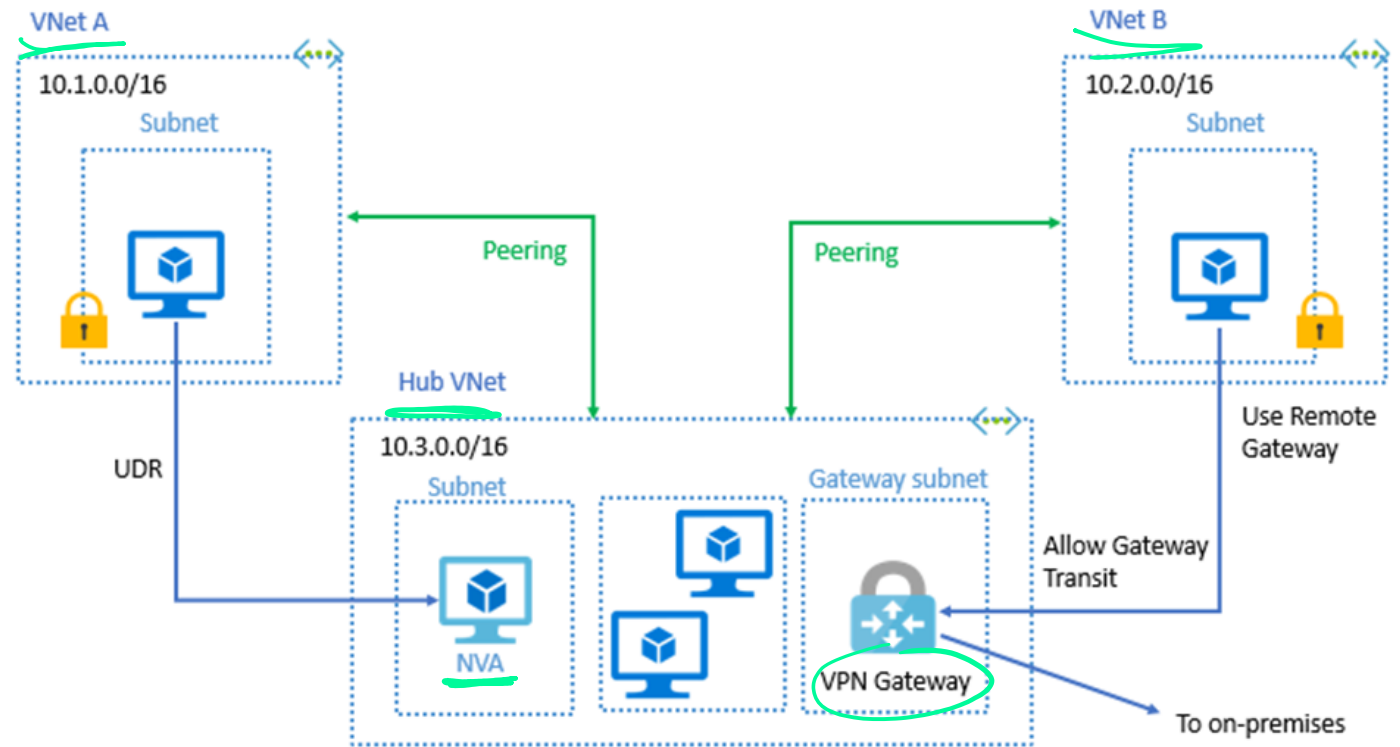 VNet A
10.1.0.0/16
Subnet
VNet B
10.2.0.0/16
Subnet
Peering
Peering
UDR
Use Remote
Gateway
Allow Gateway
Transit
Hub VNet
10.3.0.0/16
Subnet
NVA
Gateway subnet
VPN Gateway
To on-premises